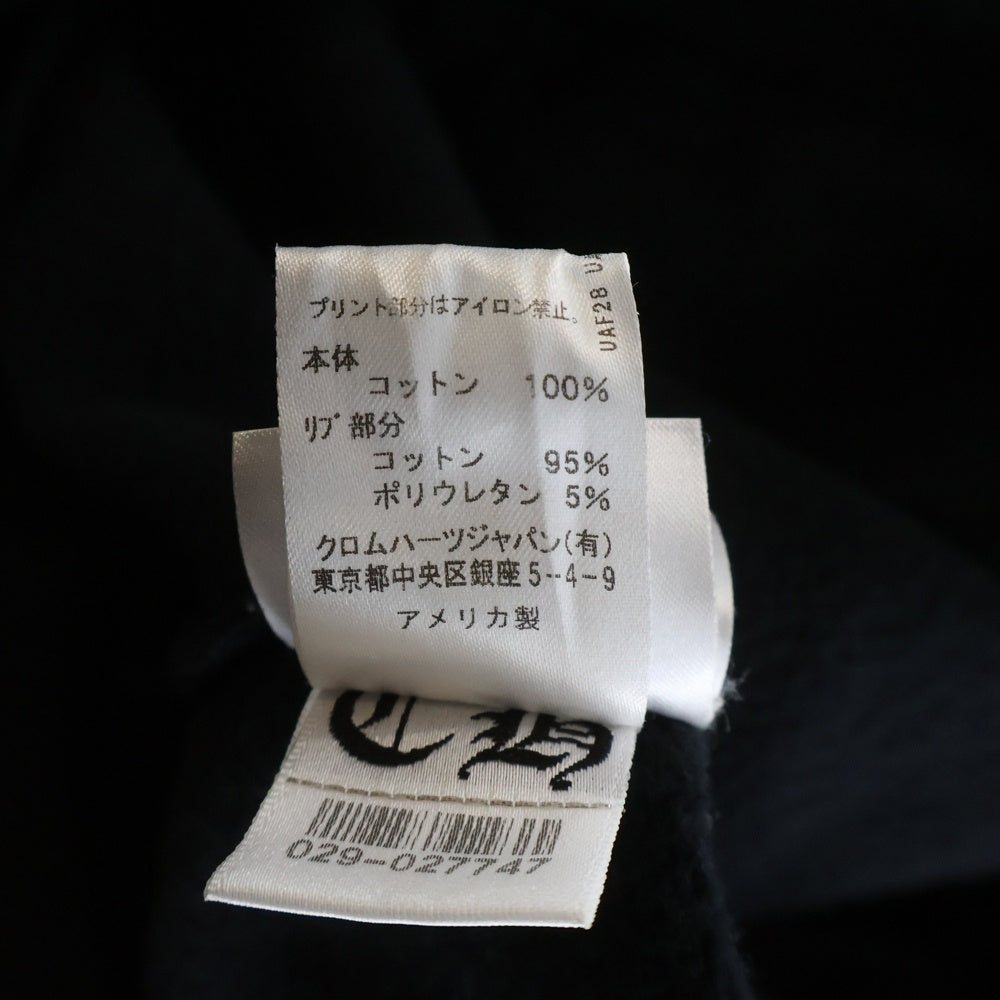 プリント部分はアイロン禁止。
UAF28
本体
コットン 100%
リブ部分
コットン 95%
ポリウレタン 5%
クロムハーツジャパン(有)
東京都中央区銀座5-4-9
アメリカ製
CH
029-027747